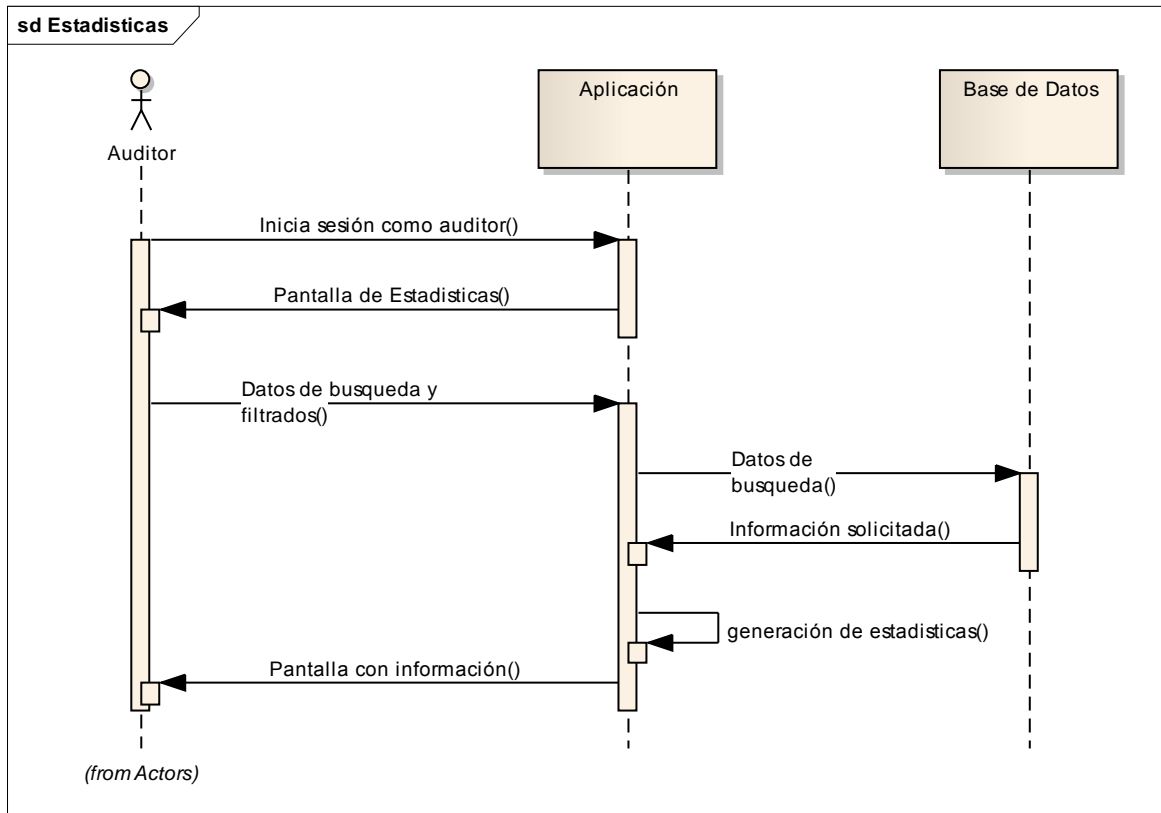 sd Estadisticas
Auditor
Aplicación
Base de Datos
Inicia sesión como auditor()
Pantalla de Estadisticas()
Datos de busqueda y
filtrados()
Datos de
busqueda()
Información solicitada()
generación de estadisticas()
Pantalla con información()
(from Actors)